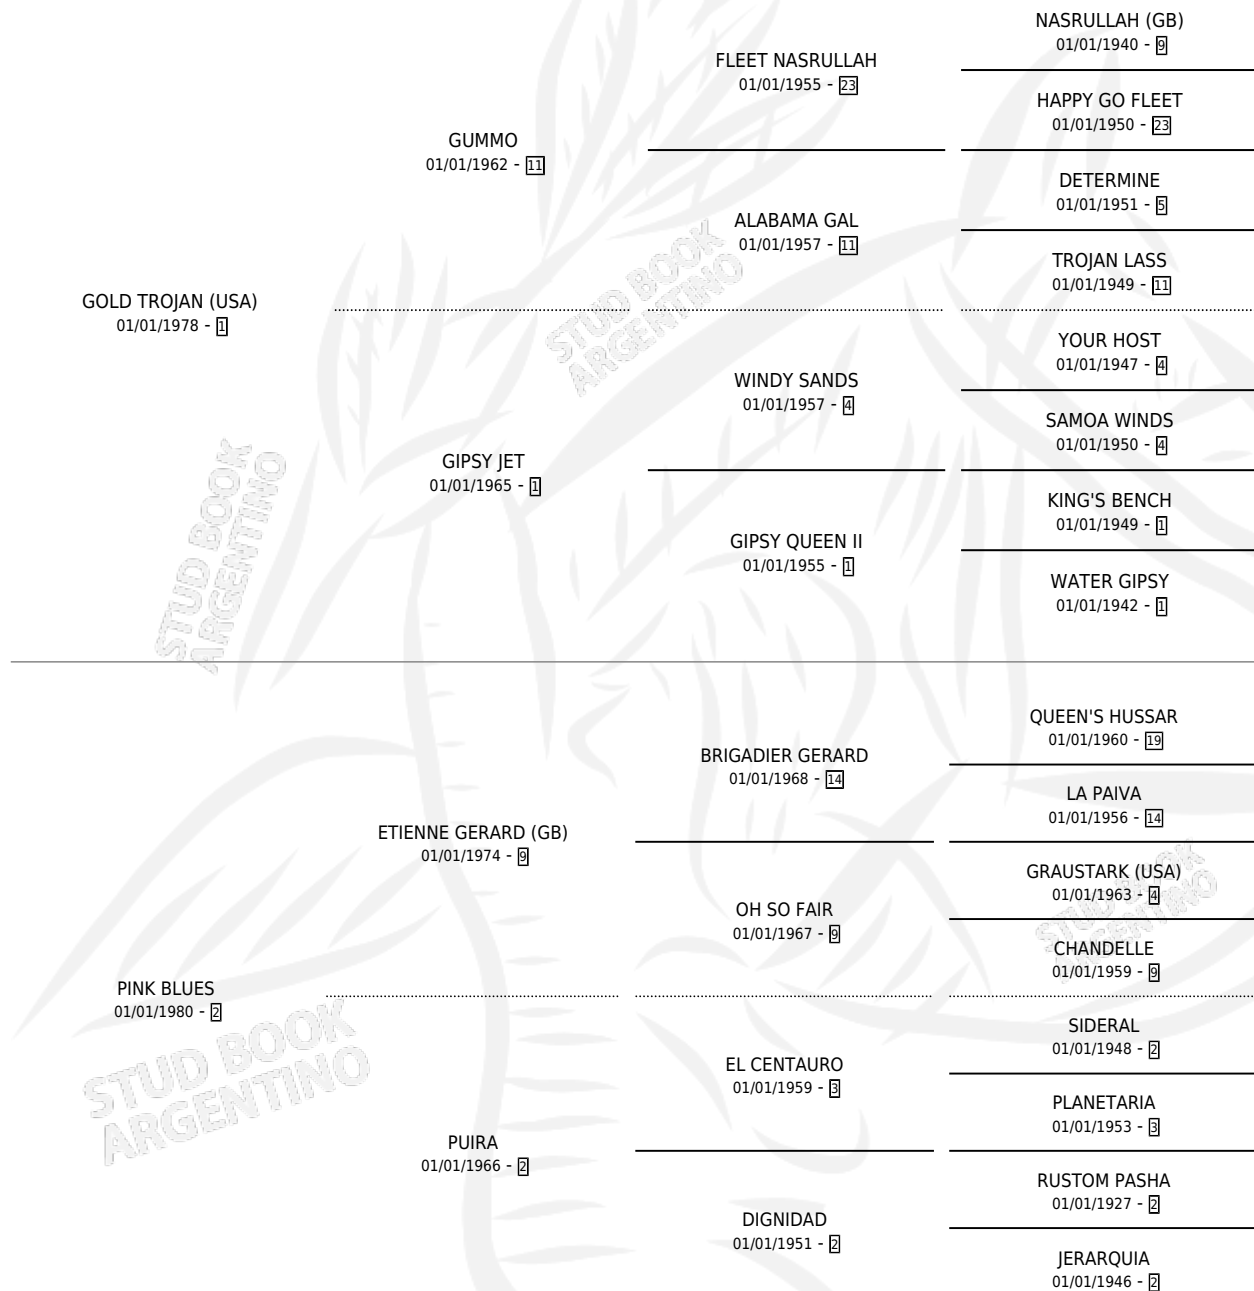 NASRULLAH (GB)
01/01/1940 - 9
FLEET NASRULLAH
01/01/1955 - 23
HAPPY GO FLEET
01/01/1950 - 23
GUMMO
01/01/1962 - 11
DETERMINE
01/01/1951 - 5
ALABAMA GAL
01/01/1957 - 11
TROJAN LASS
01/01/1949 - 11
GOLD TROJAN (USA)
01/01/1978 - 1
YOUR HOST
01/01/1947 - 4
WINDY SANDS
01/01/1957 - 4
SAMOA WINDS
01/01/1950 - 4
GIPSY JET
01/01/1965 - 1
KING'S BENCH
01/01/1949 - 1
GIPSY QUEEN II
01/01/1955 - 1
WATER GIPSY
01/01/1942 - 1
QUEEN'S HUSSAR
01/01/1960 - 19
BRIGADIER GERARD
01/01/1968 - 14
LA PAIVA
01/01/1956 - 14
ETIENNE GERARD (GB)
01/01/1974 - 9
GRAUSTARK (USA)
01/01/1963 - 4
OH SO FAIR
01/01/1967 - 9
CHANDELLE
01/01/1959 - 9
PINK BLUES
01/01/1980 - 2
SIDERAL
01/01/1948 - 2
EL CENTAURO
01/01/1959 - 3
PLANETARIA
01/01/1953 - 3
PUIRA
01/01/1966 - 2
RUSTOM PASHA
01/01/1927 - 2
DIGNIDAD
01/01/1951 - 2
JERARQUIA
01/01/1946 - 2
STUD BOOK
ARGENTINO
STUD BOOK
ARGENTINO
STUD BOOK
ARGENTINO
STUD BOOK
ARGENTINO